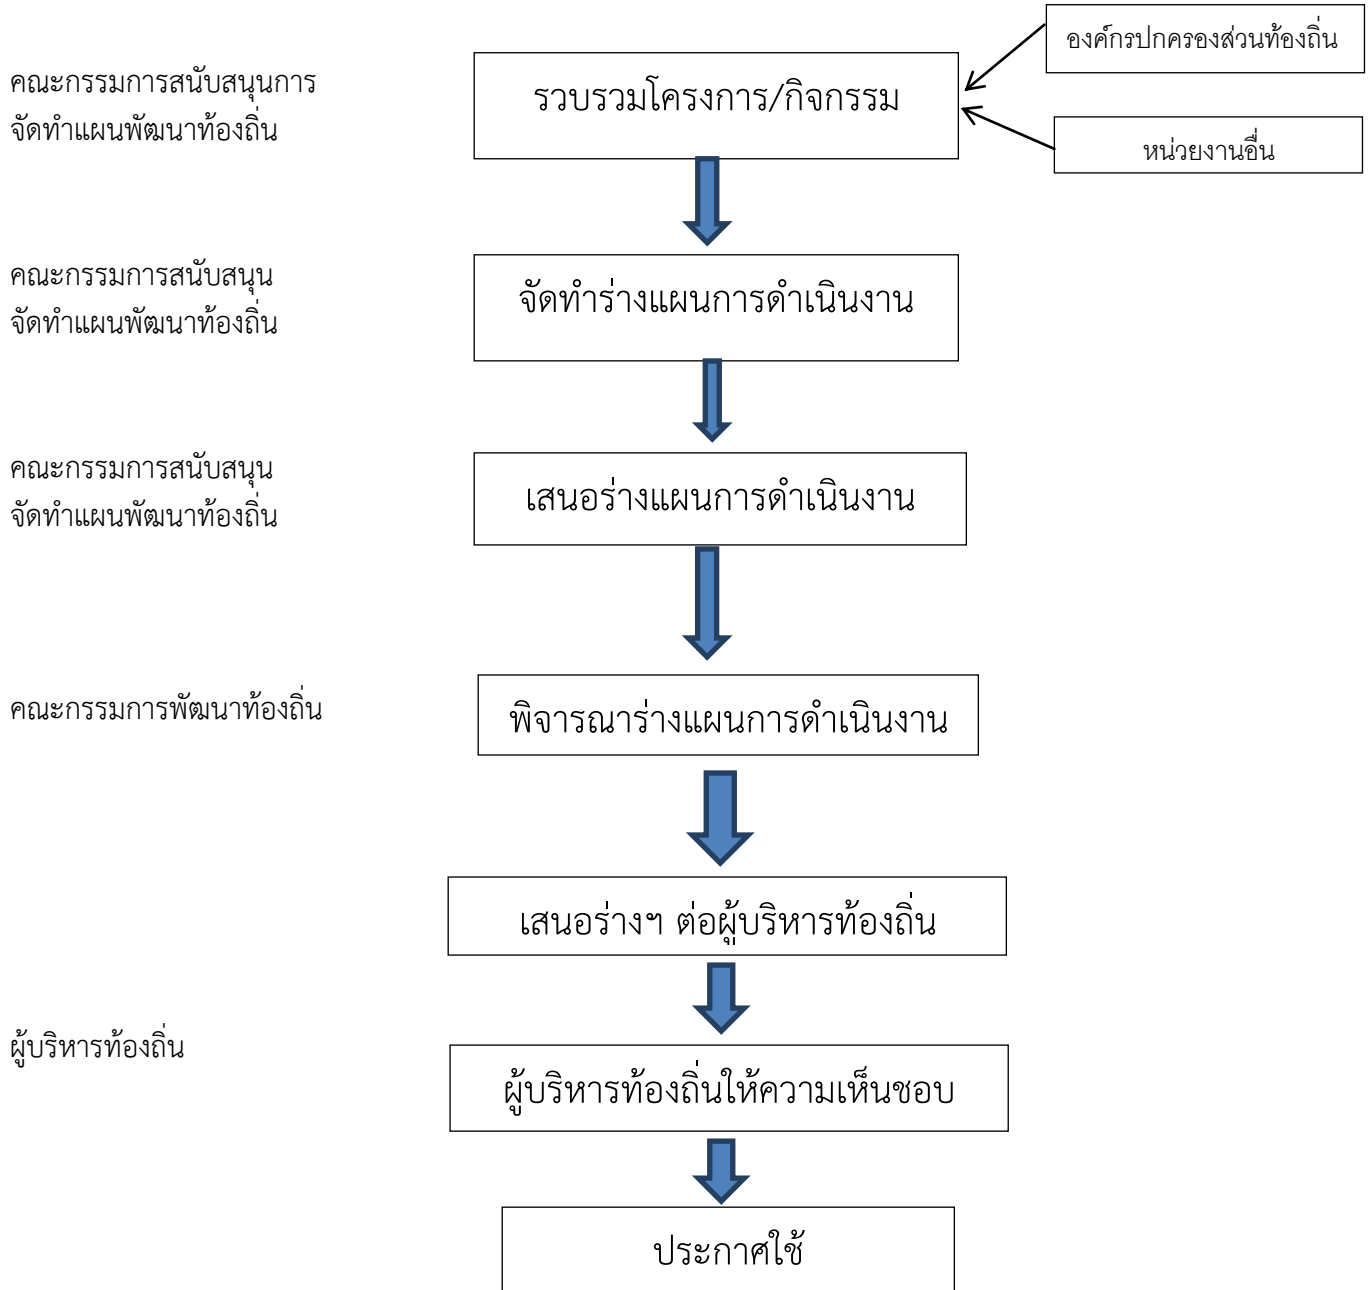 องค์กรปกครองส่วนท้องถิ่น
คณะกรรมการสนับสนุนการ
จัดทำแผนพัฒนาท้องถิ่น
รวบรวมโครงการ/กิจกรรม
หน่วยงานอื่น
คณะกรรมการสนับสนุน
จัดทำแผนพัฒนาท้องถิ่น
จัดทำร่างแผนการดำเนินงาน
คณะกรรมการสนับสนุน
จัดทำแผนพัฒนาท้องถิ่น
เสนอร่างแผนการดำเนินงาน
คณะกรรมการพัฒนาท้องถิ่น
พิจารณาร่างแผนการดำเนินงาน
เสนอร่างฯ ต่อผู้บริหารท้องถิ่น
ผู้บริหารท้องถิ่น
ผู้บริหารท้องถิ่นให้ความเห็นชอบ
ประกาศใช้